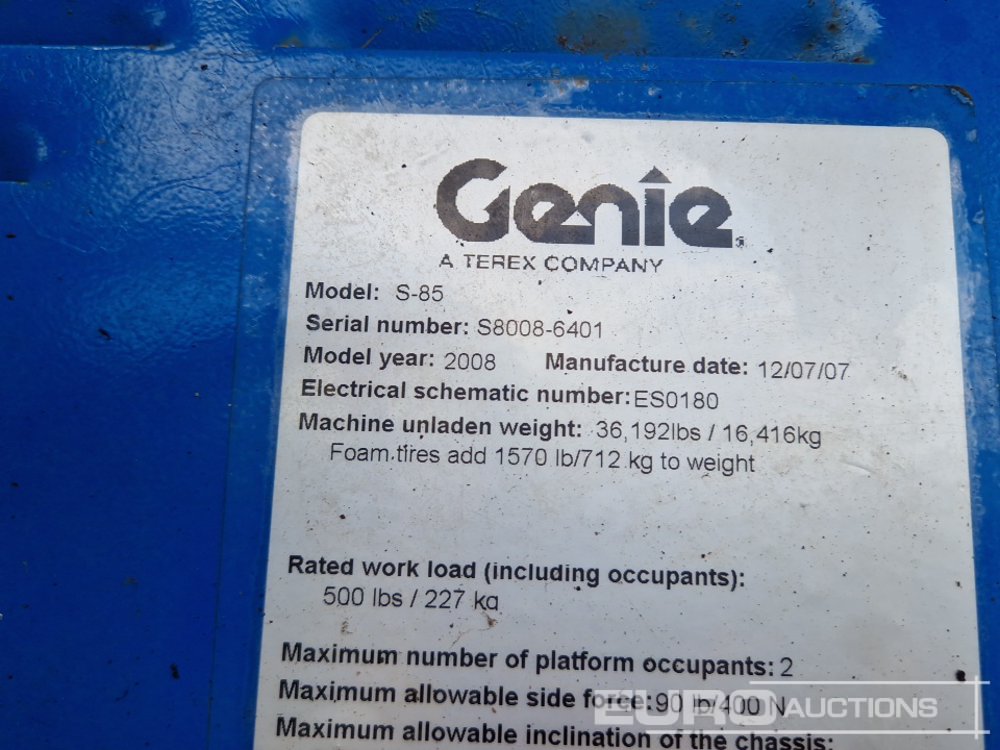 Genie
A TEREX COMPANY
Model: S-85
Serial number: S8008-6401
Model year: 2008 Manufacture date: 12/07/07
Electrical schematic number: ES0180
Machine unladen weight: 36,192lbs / 16,416kg
Foam tires add 1570 lb/712 kg to weight
Rated work load (including occupants):
500 lbs / 227 kg
Maximum number of platform occupants: 2
Maximum allowable side force: 90 lb/400 N
EURO AUCTIONS
Maximum allowable inclination of the chassis: